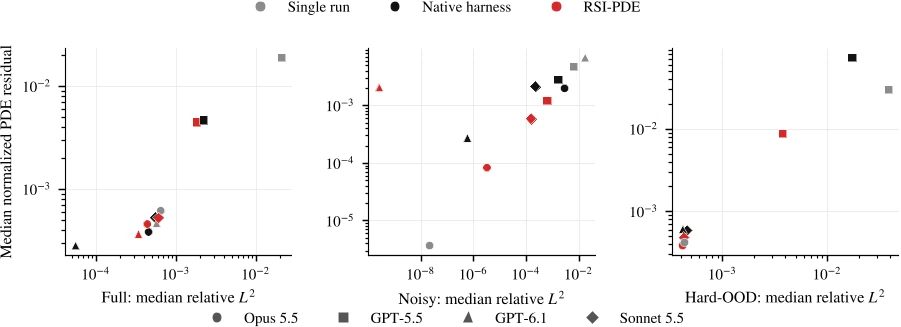 Single run Native harness RSI-PDE
Median normalized PDE residual
10⁻² 10⁻³
10⁻⁴ 10⁻³ 10⁻²
Full: median relative L²
10⁻³ 10⁻⁴ 10⁻⁵
10⁻⁸ 10⁻⁶ 10⁻⁴ 10⁻²
Noisy: median relative L²
10⁻² 10⁻³
10⁻³ 10⁻²
Hard-OOD: median relative L²
Opus 5.5 GPT-5.5 GPT-6.1 Sonnet 5.5